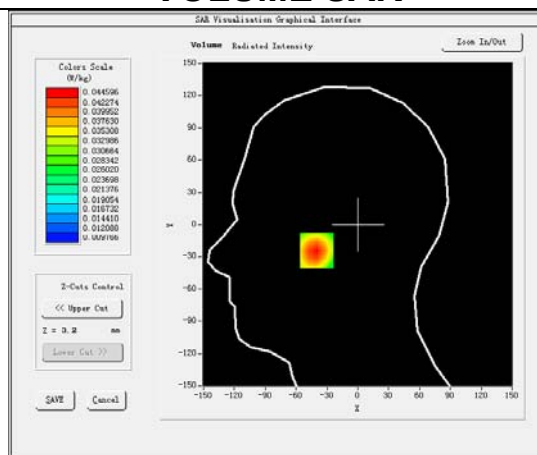 VOLUME SAR
SAR Visualisation Graphical Interface
Volume Radiated Intensity
Zoom In/Out
Colors Scale
(W/kg)
0.044596
0.042274
0.039952
0.037630
0.035308
0.032986
0.030664
0.028342
0.026020
0.023698
0.021376
0.019054
0.016732
0.014410
0.012088
0.009766
Z-Cuts Control
<< Upper Cut
Z = 3.2 mm
Lower Cut >>
SAVE
Cancel
150
120
90
60
30
0
-30
-60
-90
-120
-150
Y
-150 -120 -90 -60 -30 0 30 60 90 120 150
X